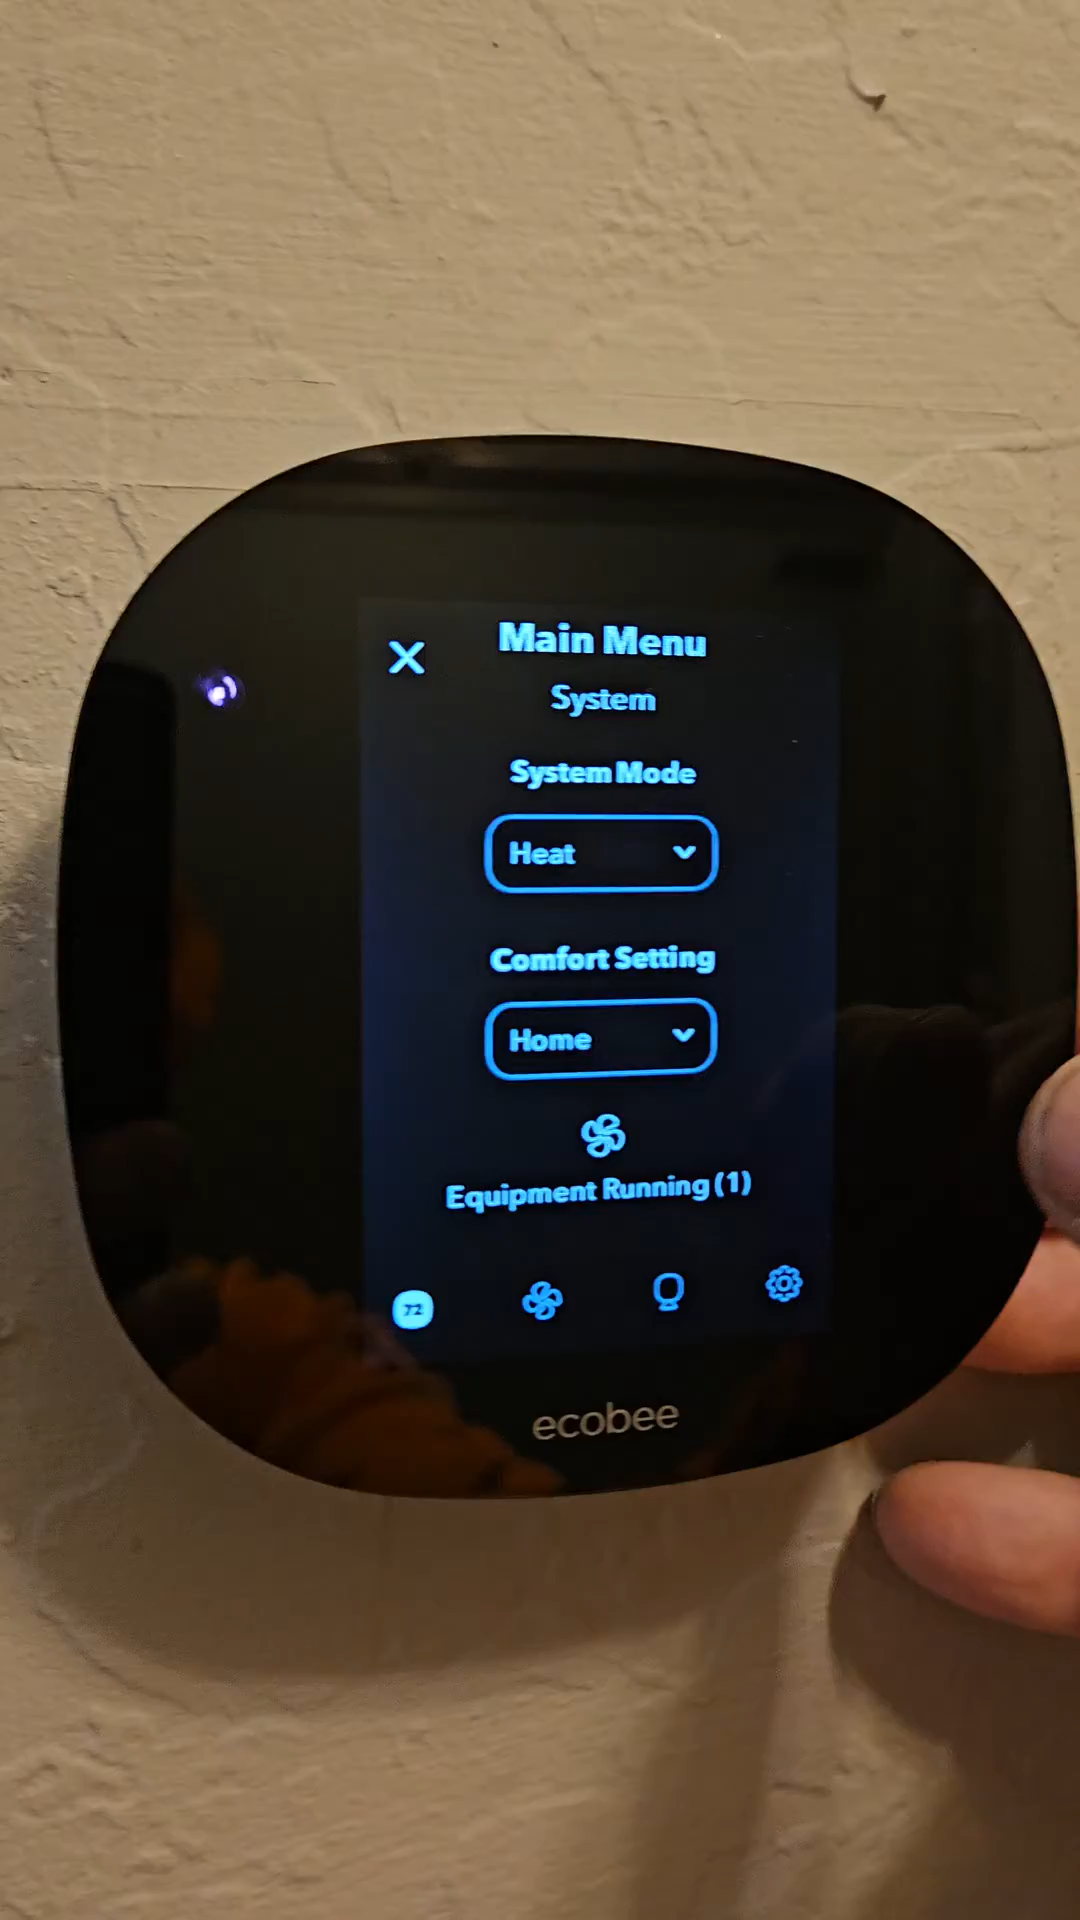 Main Menu
System
System Mode
Heat
Comfort Setting
Home
Equipment Running (1)
72
ecobee